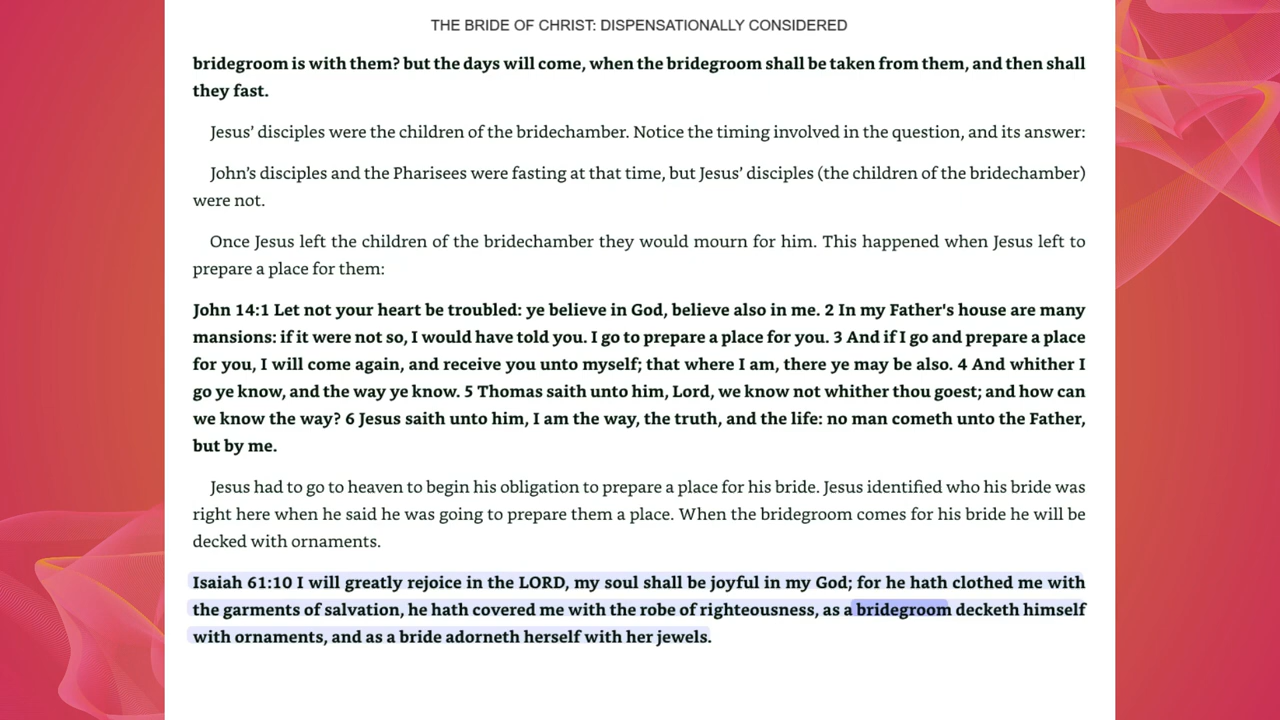 THE BRIDE OF CHRIST: DISPENSATIONALLY CONSIDERED
bridegroom is with them? but the days will come, when the bridegroom shall be taken from them, and then shall
they fast.
Jesus’ disciples were the children of the bridechamber. Notice the timing involved in the question, and its answer:
John’s disciples and the Pharisees were fasting at that time, but Jesus’ disciples (the children of the bridechamber)
were not.
Once Jesus left the children of the bridechamber they would mourn for him. This happened when Jesus left to
prepare a place for them:
John 14:1 Let not your heart be troubled: ye believe in God, believe also in me. 2 In my Father's house are many
mansions: if it were not so, I would have told you. I go to prepare a place for you. 3 And if I go and prepare a place
for you, I will come again, and receive you unto myself; that where I am, there ye may be also. 4 And whither I
go ye know, and the way ye know. 5 Thomas saith unto him, Lord, we know not whither thou goest; and how can
we know the way? 6 Jesus saith unto him, I am the way, the truth, and the life: no man cometh unto the Father,
but by me.
Jesus had to go to heaven to begin his obligation to prepare a place for his bride. Jesus identified who his bride was
right here when he said he was going to prepare them a place. When the bridegroom comes for his bride he will be
decked with ornaments.
Isaiah 61:10 I will greatly rejoice in the LORD, my soul shall be joyful in my God; for he hath clothed me with
the garments of salvation, he hath covered me with the robe of righteousness, as a bridegroom decketh himself
with ornaments, and as a bride adorneth herself with her jewels.